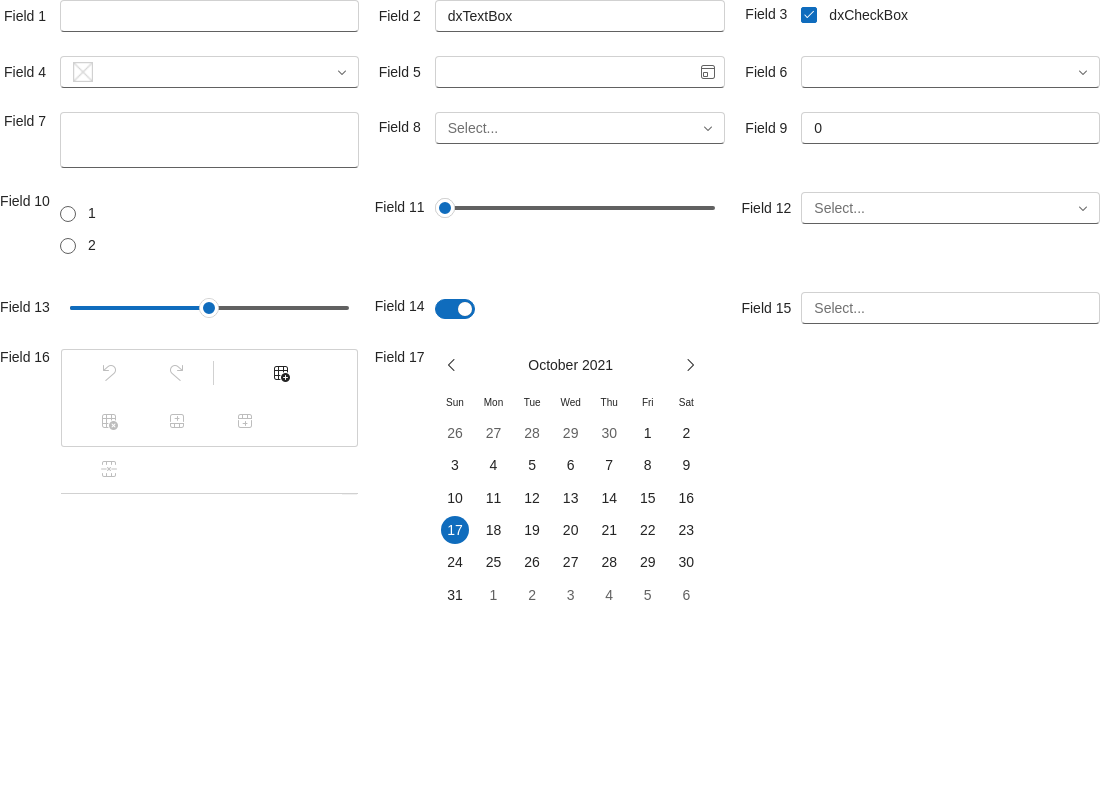 Field 1
Field 2 dxTextBox
Field 3 dxCheckBox
Field 4
Field 5
Field 6
Field 7
Field 8 Select...
Field 9 0
Field 10
1
2
Field 11
Field 12 Select...
Field 13
Field 14
Field 15 Select...
Field 16
Field 17
October 2021
Sun Mon Tue Wed Thu Fri Sat
26 27 28 29 30 1 2
3 4 5 6 7 8 9
10 11 12 13 14 15 16
17 18 19 20 21 22 23
24 25 26 27 28 29 30
31 1 2 3 4 5 6